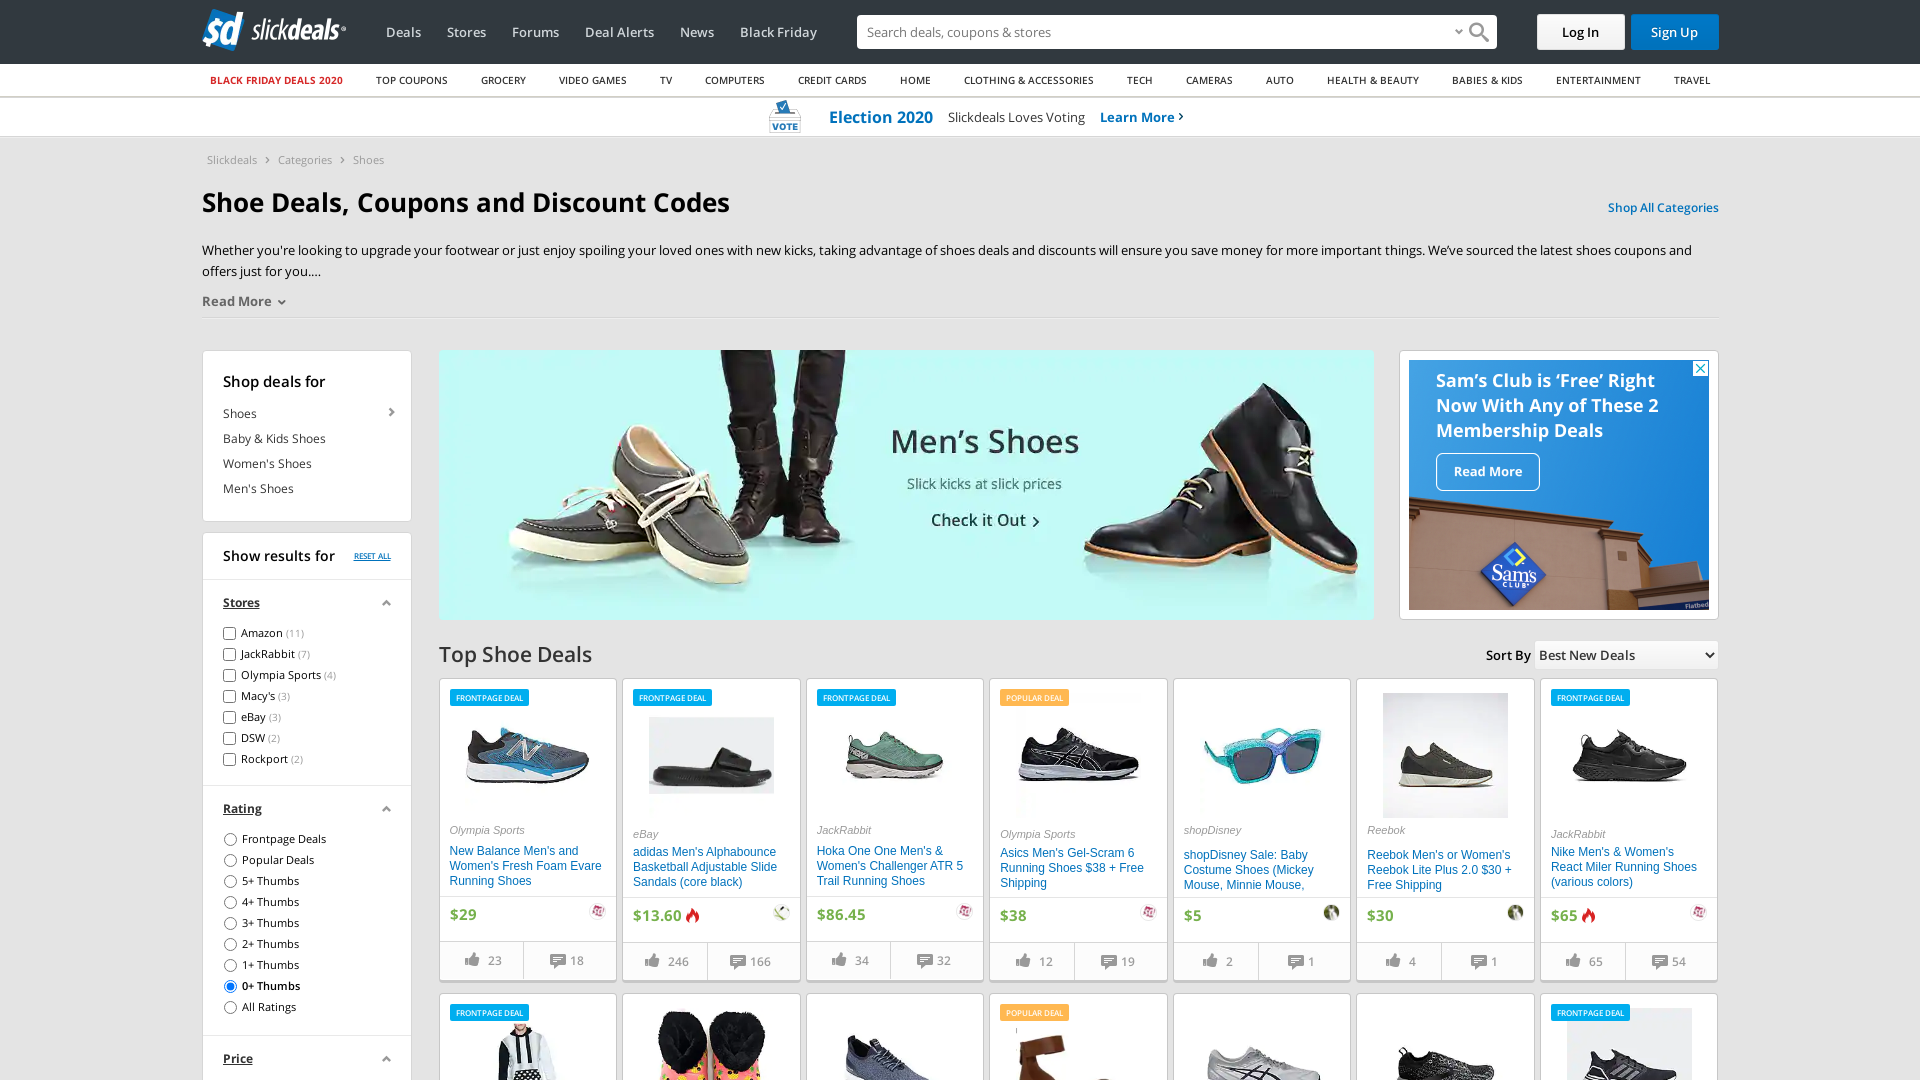 sd slickdeals
Deals
Stores
Forums
Deal Alerts
News
Black Friday
Search deals, coupons & stores
Log In
Sign Up
BLACK FRIDAY DEALS 2020
TOP COUPONS
GROCERY
VIDEO GAMES
TV
COMPUTERS
CREDIT CARDS
HOME
CLOTHING & ACCESSORIES
TECH
CAMERAS
AUTO
HEALTH & BEAUTY
BABIES & KIDS
ENTERTAINMENT
TRAVEL
VOTE
Election 2020
Slickdeals Loves Voting
Learn More
Slickdeals
Categories
Shoes
Shoe Deals, Coupons and Discount Codes
Shop All Categories
Whether you're looking to upgrade your footwear or just enjoy spoiling your loved ones with new kicks, taking advantage of shoes deals and discounts will ensure you save money for more important things. We’ve sourced the latest shoes coupons and
offers just for you.…
Read More
Shop deals for
Shoes
Baby & Kids Shoes
Women's Shoes
Men's Shoes
Show results for
RESET ALL
Stores
Amazon (11)
JackRabbit (7)
Olympia Sports (4)
Macy's (3)
eBay (3)
DSW (2)
Rockport (2)
Rating
Frontpage Deals
Popular Deals
5+ Thumbs
4+ Thumbs
3+ Thumbs
2+ Thumbs
1+ Thumbs
0+ Thumbs
All Ratings
Price
Men’s Shoes
Slick kicks at slick prices
Check it Out
Sam’s Club is ‘Free’ Right
Now With Any of These 2
Membership Deals
Read More
Sam's
CLUB
Top Shoe Deals
Sort By
Best New Deals
FRONTPAGE DEAL
Olympia Sports
New Balance Men's and
Women's Fresh Foam Evare
Running Shoes
$29
23
18
FRONTPAGE DEAL
eBay
adidas Men's Alphabounce
Basketball Adjustable Slide
Sandals (core black)
$13.60
246
166
FRONTPAGE DEAL
JackRabbit
Hoka One One Men's &
Women's Challenger ATR 5
Trail Running Shoes
$86.45
34
32
POPULAR DEAL
Olympia Sports
Asics Men's Gel-Scram 6
Running Shoes $38 + Free
Shipping
$38
12
19
shopDisney
shopDisney Sale: Baby
Costume Shoes (Mickey
Mouse, Minnie Mouse,
$5
2
1
Reebok
Reebok Men's or Women's
Reebok Lite Plus 2.0 $30 +
Free Shipping
$30
4
1
FRONTPAGE DEAL
JackRabbit
Nike Men's & Women's
React Miler Running Shoes
(various colors)
$65
65
54
FRONTPAGE DEAL
POPULAR DEAL
FRONTPAGE DEAL